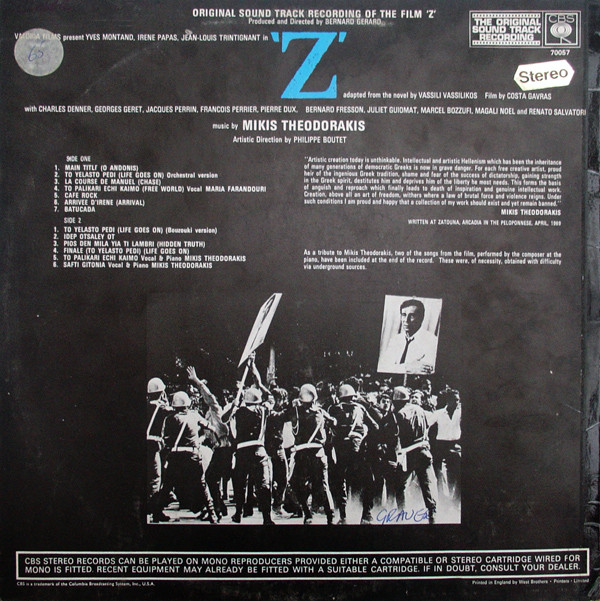 ORIGINAL SOUND TRACK RECORDING OF THE FILM 'Z'
Produced and Directed by BERNARD GERARD
FILMS present YVES MONTAND, IRENE PAPAS, JEAN-LOUIS TRINTIGNANT in 'Z'
adapted from the novel by VASSILI VASSILIKOS Film by COSTA GAVRAS
with CHARLES DENNER, GEORGES GERET, JACQUES PERRIN, FRANCOIS PERRIER, PIERRE DUX. BERNARD FRESSON, JULIET GUIOMAT, MARCEL BOZZUFI, MAGALI NOEL and RENATO SALVATORI
music by MIKIS THEODORAKIS
Artistic Direction by PHILIPPE BOUTET
THE ORIGINAL
SOUND TRACK
RECORDING
CBS
70057
Stereo
SIDE ONE
1. MAIN TITLE (O ANDONIS)
2. TO YELASTO PEDI (LIFE GOES ON) Orchestral version
3. LA COURSE DE MANUEL (CHASE)
4. TO PALIKARI ECHI KAIMO (FREE WORLD) Vocal MARIA FARANDOURI
5. CAFE ROCK
6. ARRIVEE D'IRENE (ARRIVAL)
7. BATUCADA
SIDE 2
1. TO YELASTO PEDI (LIFE GOES ON) (Bouzouki version)
2. IDEP OTSALEY OT
3. PIOS DEN MILA YIA TI LAMBRI (HIDDEN TRUTH)
4. FINALE (TO YELASTO PEDI) (LIFE GOES ON)
5. TO PALIKARI ECHI KAIMO Vocal & Piano MIKIS THEODORAKIS
6. SAFTI GITONIA Vocal & Piano MIKIS THEODORAKIS
"Artistic creation today is unthinkable. Intellectual and artistic Hellenism which has been the inheritance
of many generations of democratic Greeks is now in grave danger. For each free creative artist, proud
heir of the ingenious Greek tradition, shame and fear of the success of dictatorship, gaining strength
in the Greek spirit, destitutes him and deprives him of the liberty he most needs. This forms the basis
of anguish and reproach which finally leads to death of inspiration and genuine intellectual work.
Creation, above all an art of freedom, withers where a law of brutal force and violence reigns. Under
such conditions I am proud and happy that a collection of my work should exist and yet remain banned."
MIKIS THEODORAKIS
WRITTEN AT ZATOUNA, ARCADIA IN THE PELOPONNESE, APRIL, 1969
As a tribute to Mikis Theodorakis, two of the songs from the film, performed by the composer at the
piano, have been included at the end of the record. These were, of necessity, obtained with difficulty
via underground sources.
CBS STEREO RECORDS CAN BE PLAYED ON MONO REPRODUCERS PROVIDED EITHER A COMPATIBLE OR STEREO CARTRIDGE WIRED FOR
MONO IS FITTED. RECENT EQUIPMENT MAY ALREADY BE FITTED WITH A SUITABLE CARTRIDGE. IF IN DOUBT, CONSULT YOUR DEALER.
CBS is a trademark of the Columbia Broadcasting System, Inc., U.S.A.
Printed in England by West Brothers · Printers · Limited